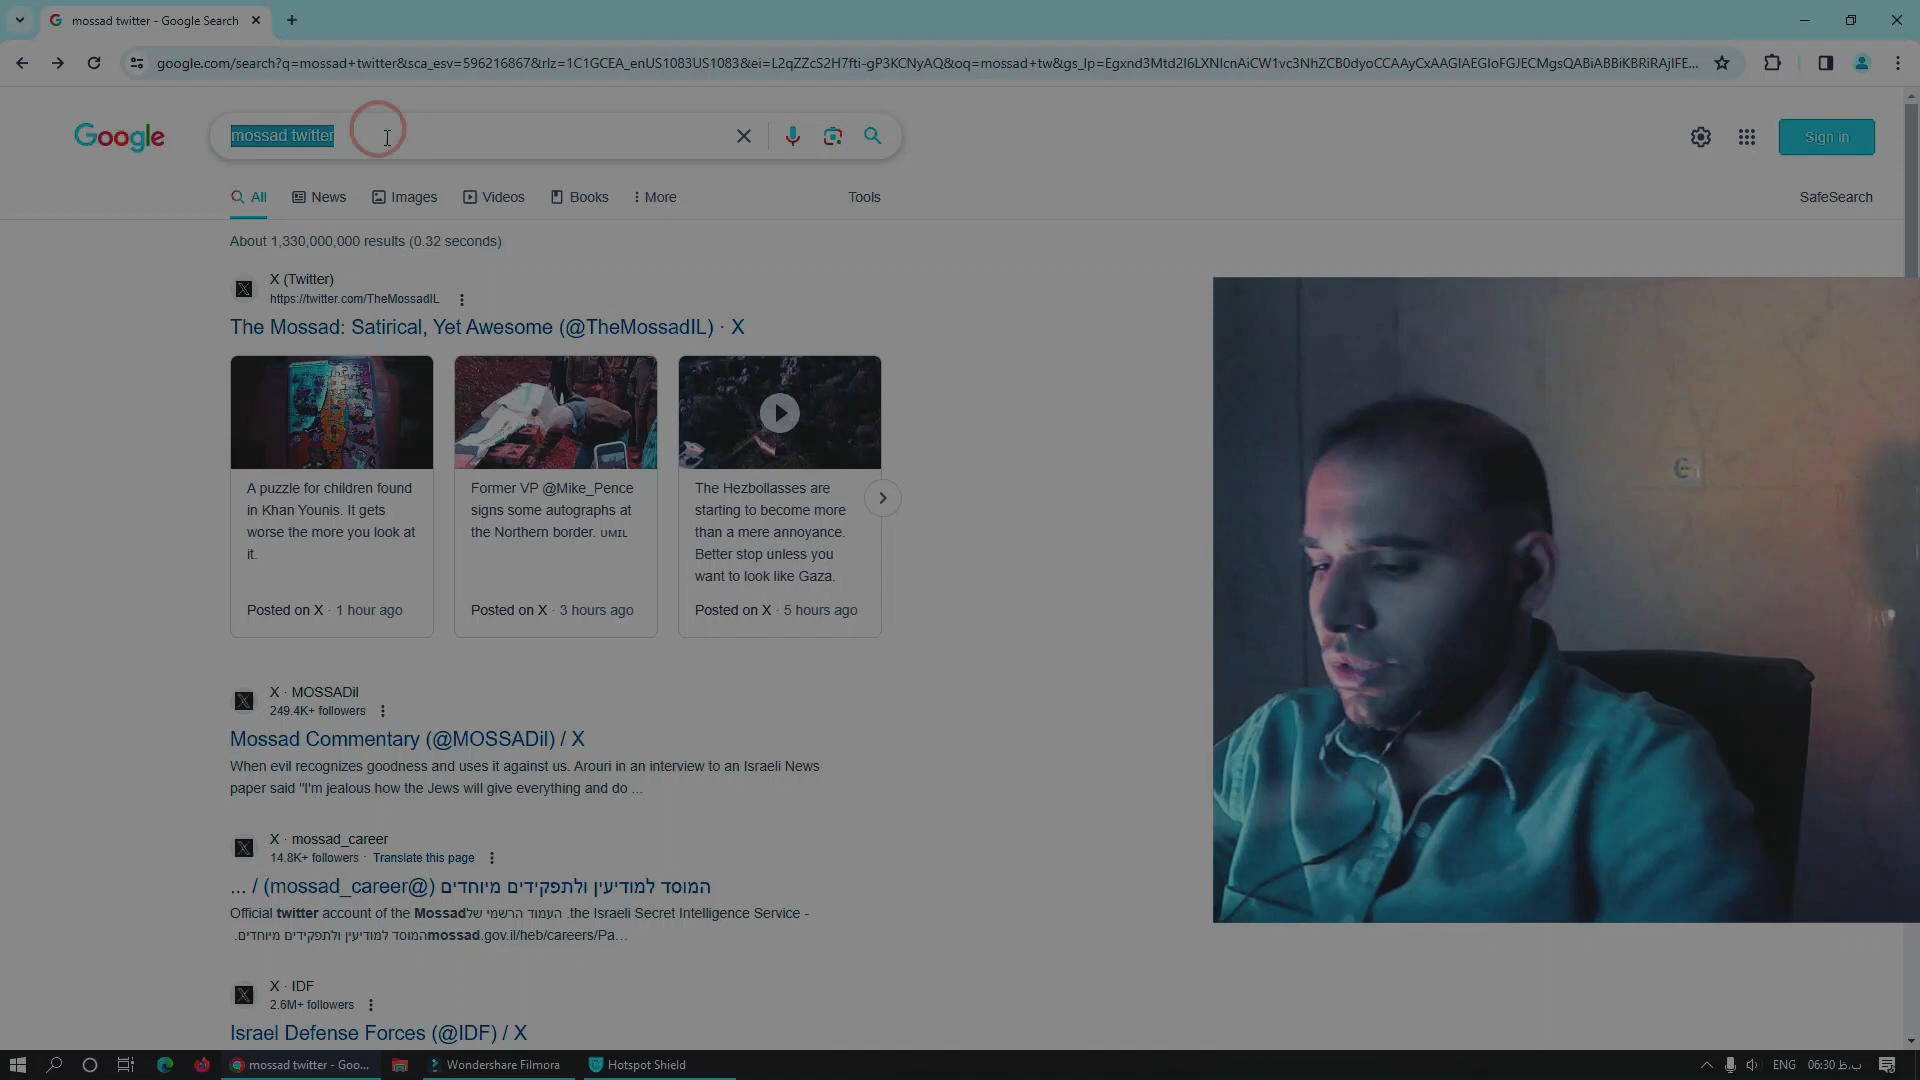 mossad twitter - Google Search
google.com/search?q=mossad+twitter&sca_esv=596216867&rlz=1C1GCEA_enUS1083US1083&ei=L2qZZcS2H7fti-gP3KCNyAQ&oq=mossad+tw&gs_lp=Egxnd3Mtd2l6LXNlcnAiCW1vc3NhZCB0dyoCCAAyCxAAGIAEGIoFGJECMgsQABiABBiKBRiRAjIFE...
Google
mossad twitter
Sign in
All News Images Videos Books More Tools SafeSearch
About 1,330,000,000 results (0.32 seconds)
X (Twitter)
https://twitter.com/TheMossadIL
The Mossad: Satirical, Yet Awesome (@TheMossadIL) · X
A puzzle for children found
in Khan Younis. It gets
worse the more you look at
it.
Posted on X · 1 hour ago
Former VP @Mike_Pence
signs some autographs at
the Northern border. ᴜᴍɪʟ
Posted on X · 3 hours ago
The Hezbollasses are
starting to become more
than a mere annoyance.
Better stop unless you
want to look like Gaza.
Posted on X · 5 hours ago
X · MOSSADil
249.4K+ followers
Mossad Commentary (@MOSSADil) / X
When evil recognizes goodness and uses it against us. Arouri in an interview to an Israeli News
paper said "I'm jealous how the Jews will give everything and do ...
X · mossad_career
14.8K+ followers · Translate this page
המוסד למודיעין ולתפקידים מיוחדים (@mossad_career) / ...
Official twitter account of the Mossad העמוד הרשמי של. the Israeli Secret Intelligence Service -
המוסד למודיעין ולתפקידים מיוחדים. mossad.gov.il/heb/careers/Pa…
X · IDF
2.6M+ followers
Israel Defense Forces (@IDF) / X
mossad twitter - Goo... Wondershare Filmora Hotspot Shield ENG 06:30 ب.ظ